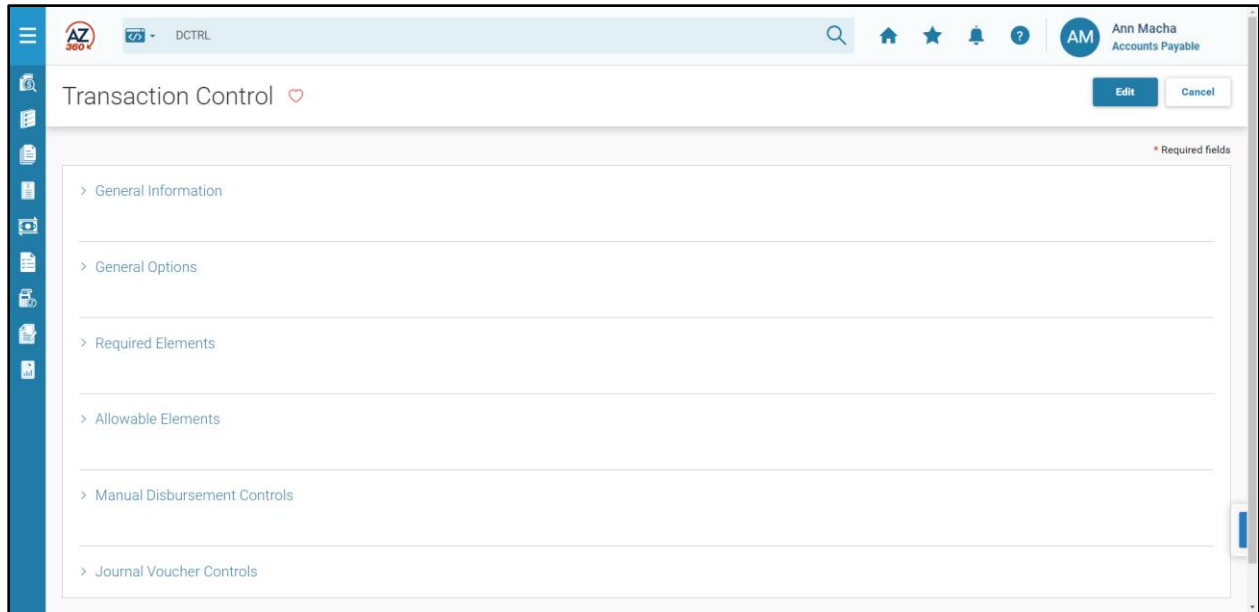 AZ
360
</>
DCTRL
?
AM
Ann Macha
Accounts Payable
Transaction Control
Edit
Cancel
* Required fields
> General Information
> General Options
> Required Elements
> Allowable Elements
> Manual Disbursement Controls
> Journal Voucher Controls